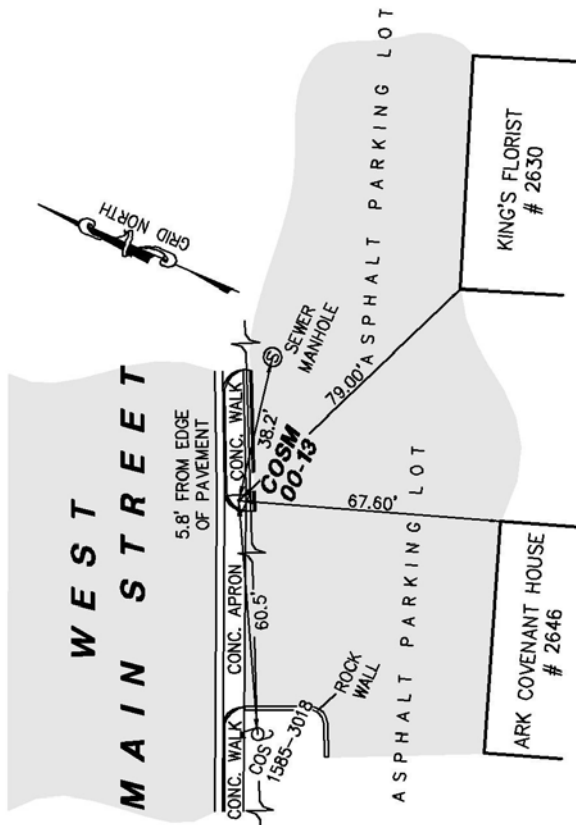 WEST
MAIN STREET
GRID NORTH
5.8' FROM EDGE
OF PAVEMENT
CONC. WALK
CONC. APRON
CONC. WALK
60.5'
38.2'
COSM
00-13
SEWER
MANHOLE
S
COS
1585-3018
ROCK
WALL
79.00'
67.60'
ASPHALT PARKING LOT
ASPHALT PARKING LOT
KING'S FLORIST
# 2630
ARK COVENANT HOUSE
# 2646